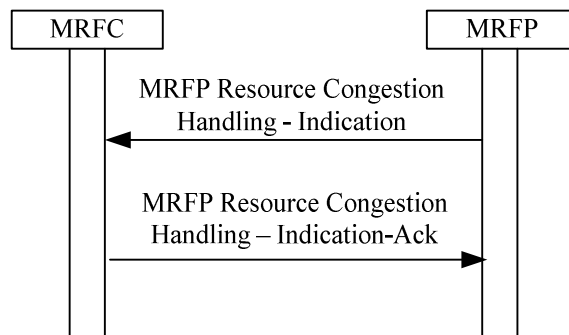 MRFC
MRFP
MRFP Resource Congestion
Handling - Indication
MRFP Resource Congestion
Handling – Indication-Ack